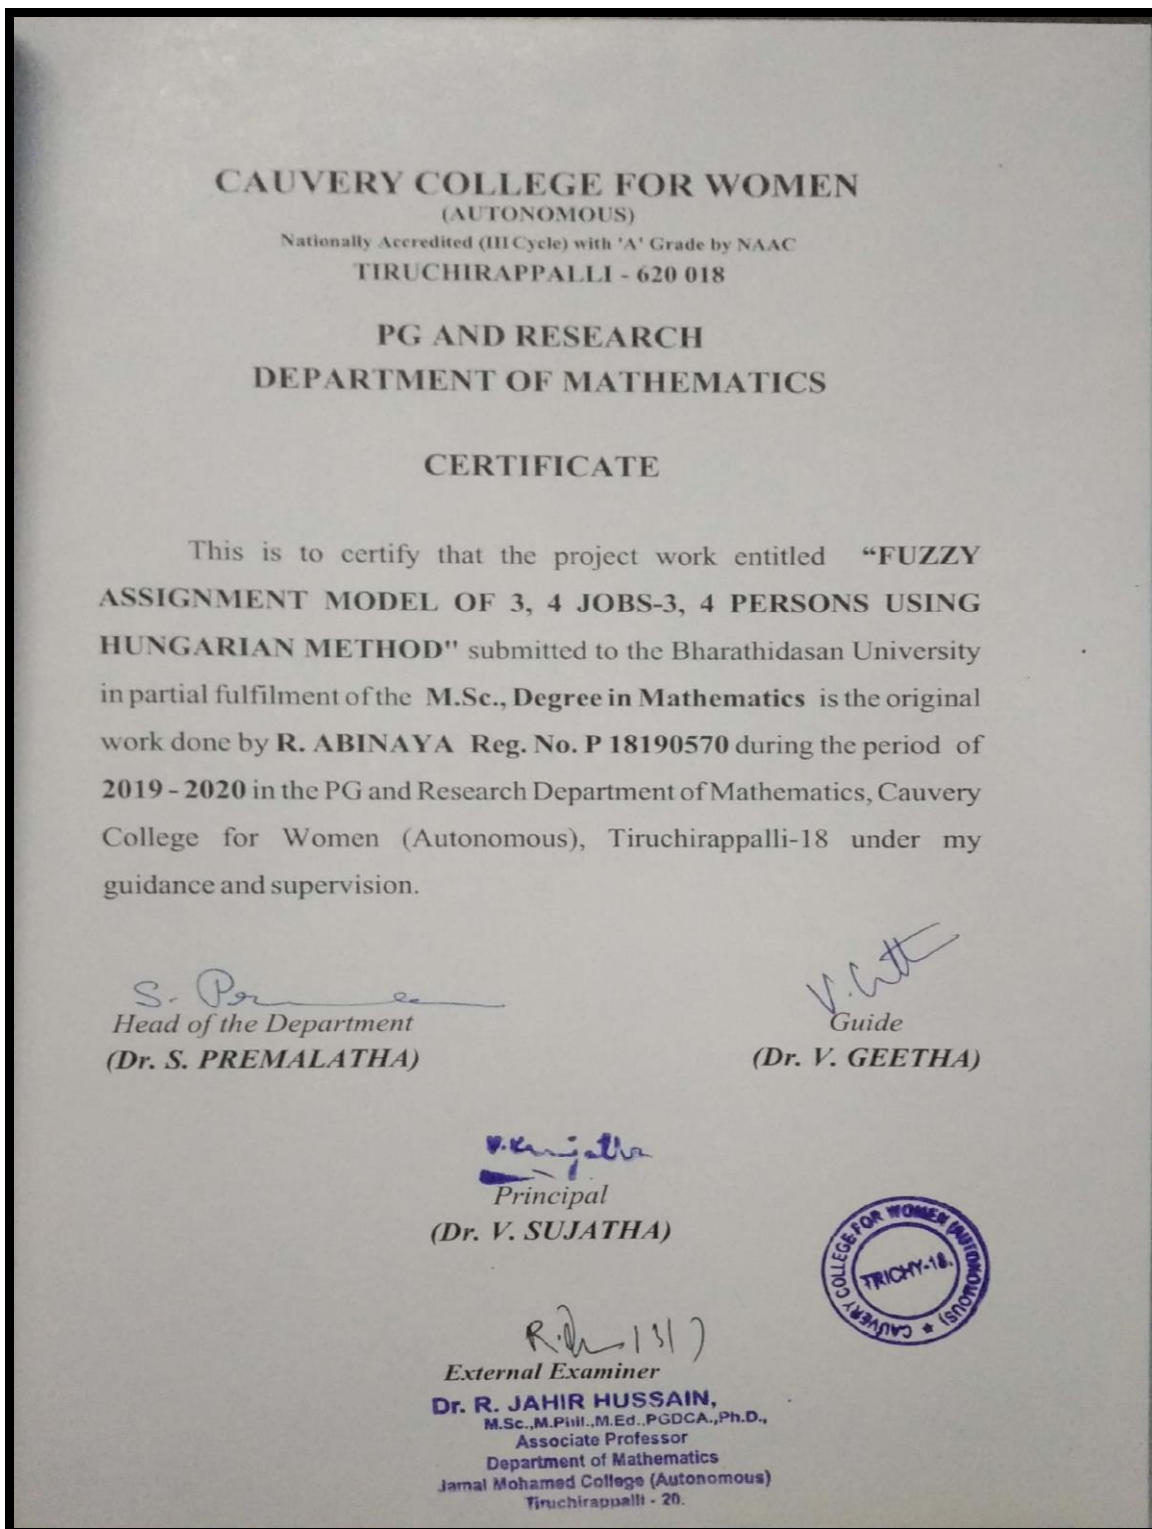 CAUVERY COLLEGE FOR WOMEN
(AUTONOMOUS)
Nationally Accredited (III Cycle) with 'A' Grade by NAAC
TIRUCHIRAPPALLI - 620 018
PG AND RESEARCH
DEPARTMENT OF MATHEMATICS
CERTIFICATE
This is to certify that the project work entitled “FUZZY
ASSIGNMENT MODEL OF 3, 4 JOBS-3, 4 PERSONS USING
HUNGARIAN METHOD" submitted to the Bharathidasan University
in partial fulfilment of the M.Sc., Degree in Mathematics is the original
work done by R. ABINAYA Reg. No. P 18190570 during the period of
2019 - 2020 in the PG and Research Department of Mathematics, Cauvery
College for Women (Autonomous), Tiruchirappalli-18 under my
guidance and supervision.
S.
Head of the Department
(Dr. S. PREMALATHA)
V.
Guide
(Dr. V. GEETHA)
Principal
(Dr. V. SUJATHA)
CAUVERY COLLEGE FOR WOMEN (AUTONOMOUS) ★
TRICHY-18.
R.
External Examiner
Dr. R. JAHIR HUSSAIN,
M.Sc.,M.Phil.,M.Ed.,PGDCA.,Ph.D.,
Associate Professor
Department of Mathematics
Jamal Mohamed College (Autonomous)
Tiruchirappalli - 20.